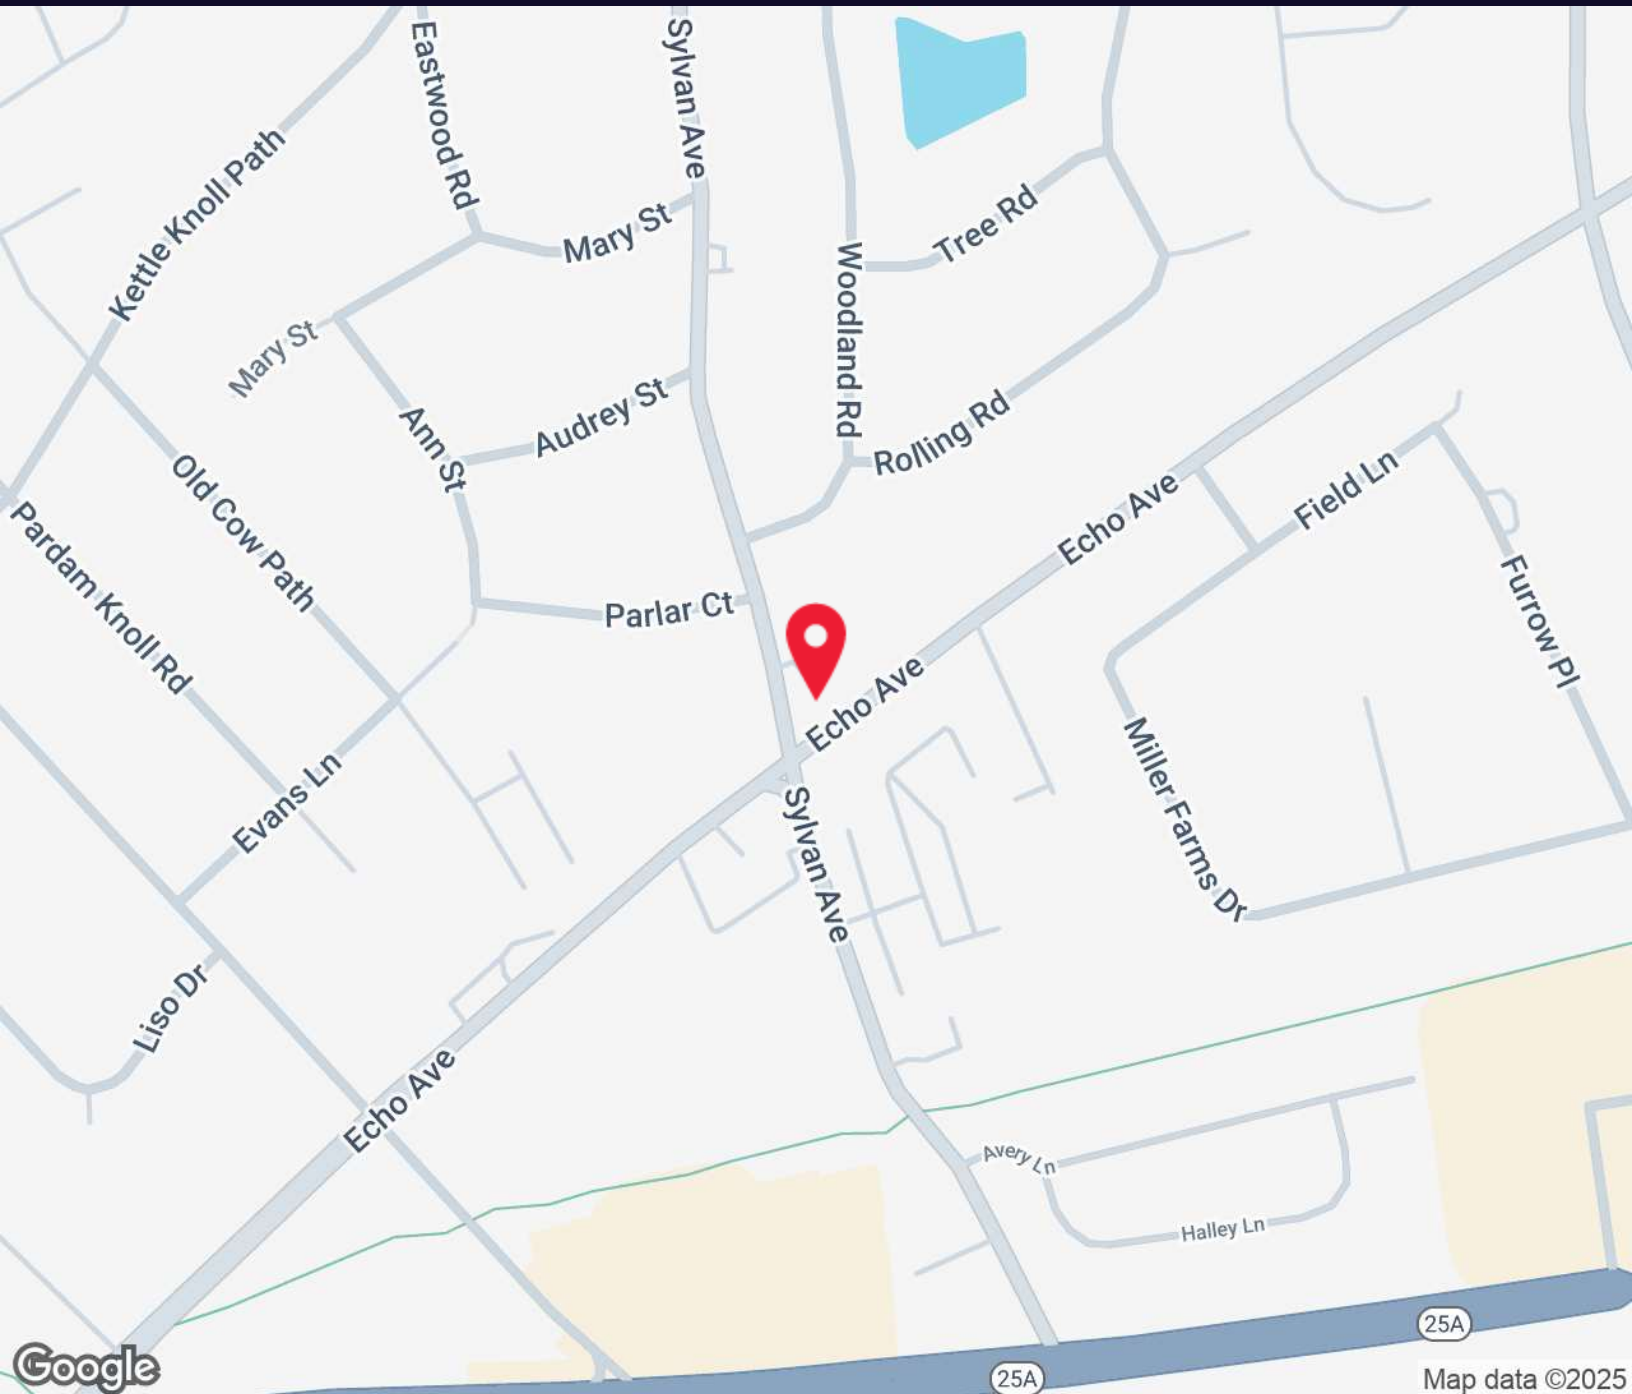 Eastwood Rd
Sylvan Ave
Kettle Knoll Path
Mary St
Tree Rd
Woodland Rd
Mary St
Ann St
Audrey St
Rolling Rd
Old Cow Path
Echo Ave
Field Ln
Pardam Knoll Rd
Parlar Ct
Furrow Pl
Echo Ave
Miller Farms Dr
Evans Ln
Sylvan Ave
Liso Dr
Echo Ave
Avery Ln
Halley Ln
25A
25A
Google
Map data ©2025